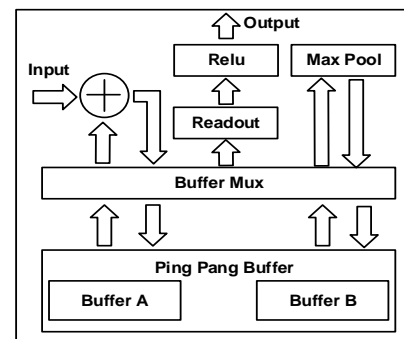 Output
Relu
Max Pool
Input
Readout
Buffer Mux
Ping Pang Buffer
Buffer A
Buffer B